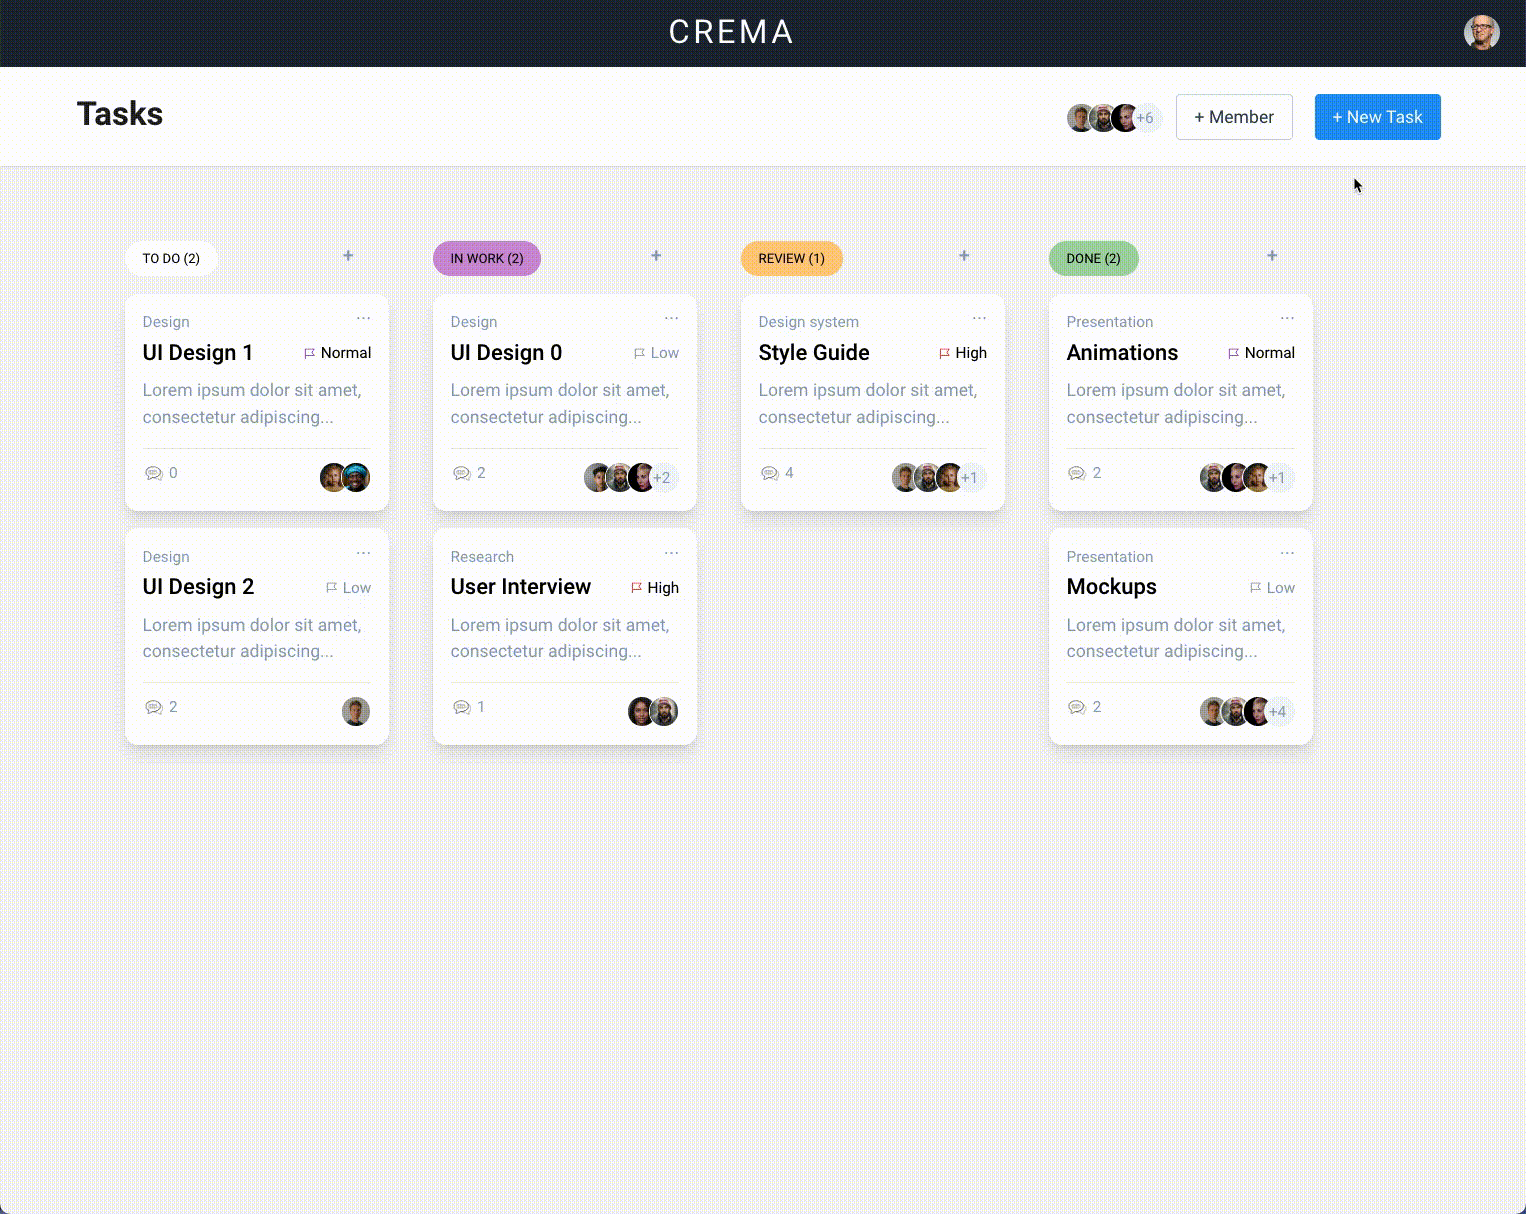 CREMA
Tasks
+6
+ Member
+ New Task
TO DO (2)
+
Design
...
UI Design 1
Normal
Lorem ipsum dolor sit amet,
consectetur adipiscing...
0
Design
...
UI Design 2
Low
Lorem ipsum dolor sit amet,
consectetur adipiscing...
2
IN WORK (2)
+
Design
...
UI Design 0
Low
Lorem ipsum dolor sit amet,
consectetur adipiscing...
2
+2
Research
...
User Interview
High
Lorem ipsum dolor sit amet,
consectetur adipiscing...
1
REVIEW (1)
+
Design system
...
Style Guide
High
Lorem ipsum dolor sit amet,
consectetur adipiscing...
4
+1
DONE (2)
+
Presentation
...
Animations
Normal
Lorem ipsum dolor sit amet,
consectetur adipiscing...
2
+1
Presentation
...
Mockups
Low
Lorem ipsum dolor sit amet,
consectetur adipiscing...
2
+4